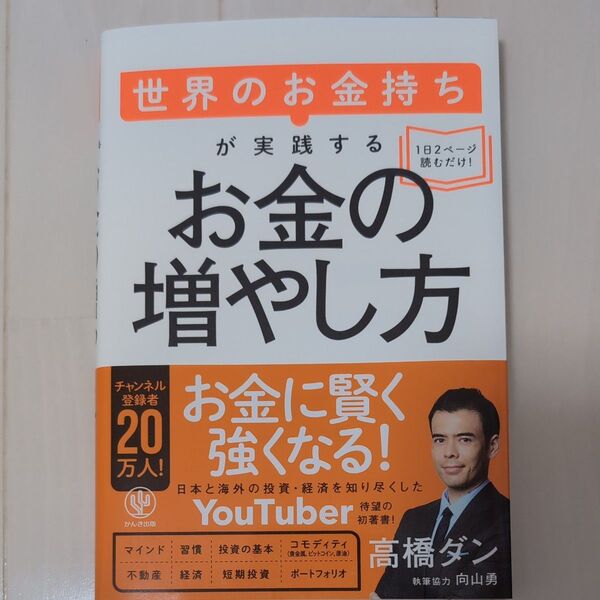 世界のお金持ち
が実践する
1日2ページ
読むだけ!
お金の
増やし方
チャンネル
登録者
20
万人!
お金に賢く
強くなる!
日本と海外の投資・経済を知り尽くした
YouTuber 待望の
初著書!
かんき出版
マインド 習慣 投資の基本 コモディティ
(貴金属、ビットコイン、原油)
不動産 経済 短期投資 ポートフォリオ
高橋ダン
執筆協力 向山勇